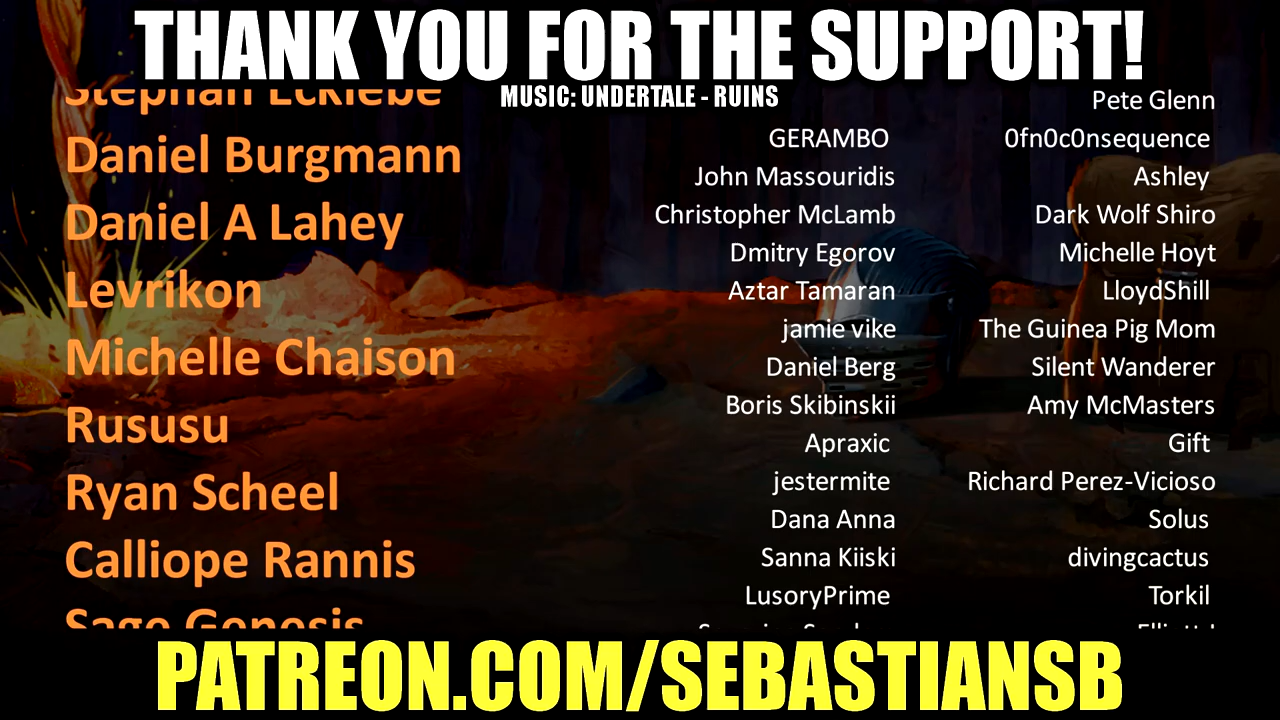 THANK YOU FOR THE SUPPORT!
MUSIC: UNDERTALE - RUINS
Stephan Ecklebe
Daniel Burgmann
Daniel A Lahey
Levrikon
Michelle Chaison
Rususu
Ryan Scheel
Calliope Rannis
Sage Genesis
GERAMBO
John Massouridis
Christopher McLamb
Dmitry Egorov
Aztar Tamaran
jamie vike
Daniel Berg
Boris Skibinskii
Apraxic
jestermite
Dana Anna
Sanna Kiiski
LusoryPrime
Pete Glenn
0fn0c0nsequence
Ashley
Dark Wolf Shiro
Michelle Hoyt
LloydShill
The Guinea Pig Mom
Silent Wanderer
Amy McMasters
Gift
Richard Perez-Vicioso
Solus
divingcactus
Torkil
PATREON.COM/SEBASTIANSB